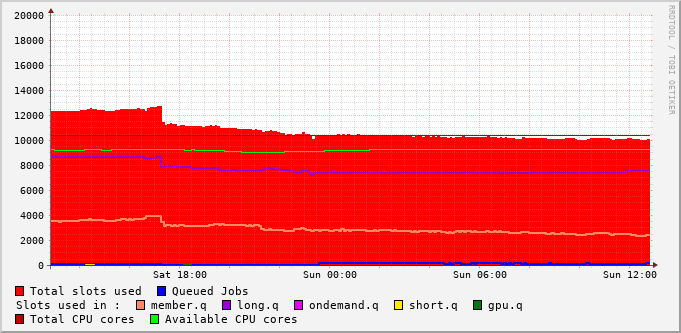 RRDTOOL / TOBI OETIKER
20000
18000
16000
14000
12000
10000
8000
6000
4000
2000
0
Sat 18:00 Sun 00:00 Sun 06:00 Sun 12:00
Total slots used Queued Jobs
Slots used in : member.q long.q ondemand.q short.q gpu.q
Total CPU cores Available CPU cores